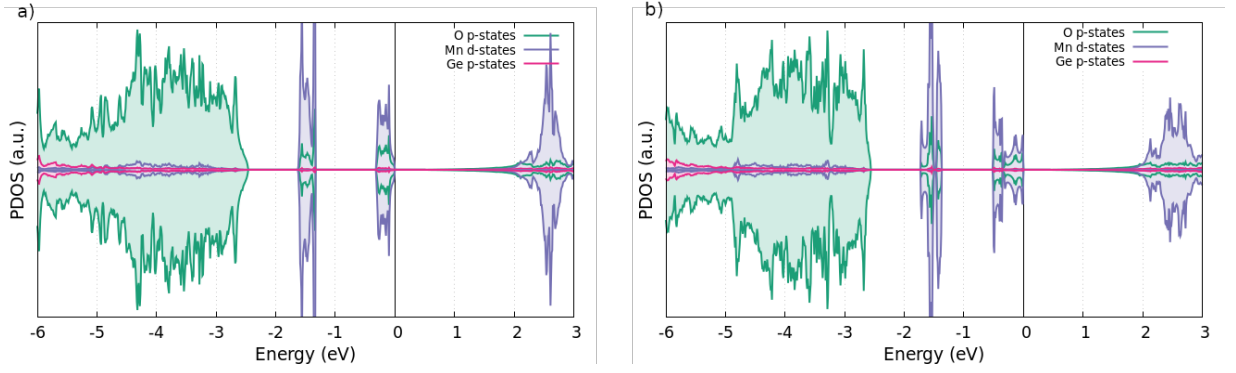 a)
O p-states
Mn d-states
Ge p-states
PDOS (a.u.)
-6 -5 -4 -3 -2 -1 0 1 2 3
Energy (eV)
b)
O p-states
Mn d-states
Ge p-states
PDOS (a.u.)
-6 -5 -4 -3 -2 -1 0 1 2 3
Energy (eV)